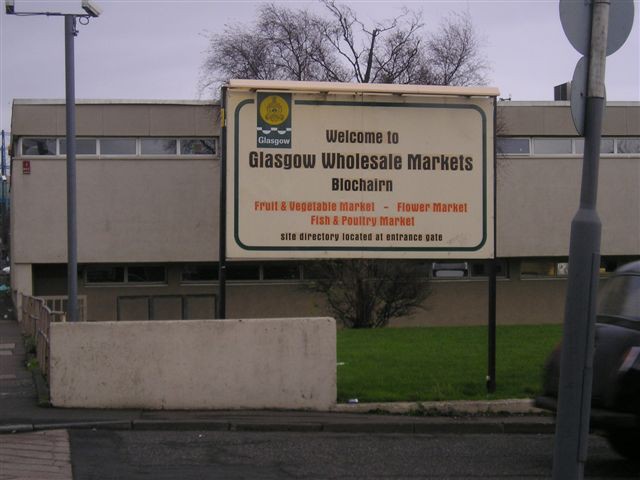 Glasgow
Welcome to
Glasgow Wholesale Markets
Blochairn
Fruit & Vegetable Market - Flower Market
Fish & Poultry Market
site directory located at entrance gate